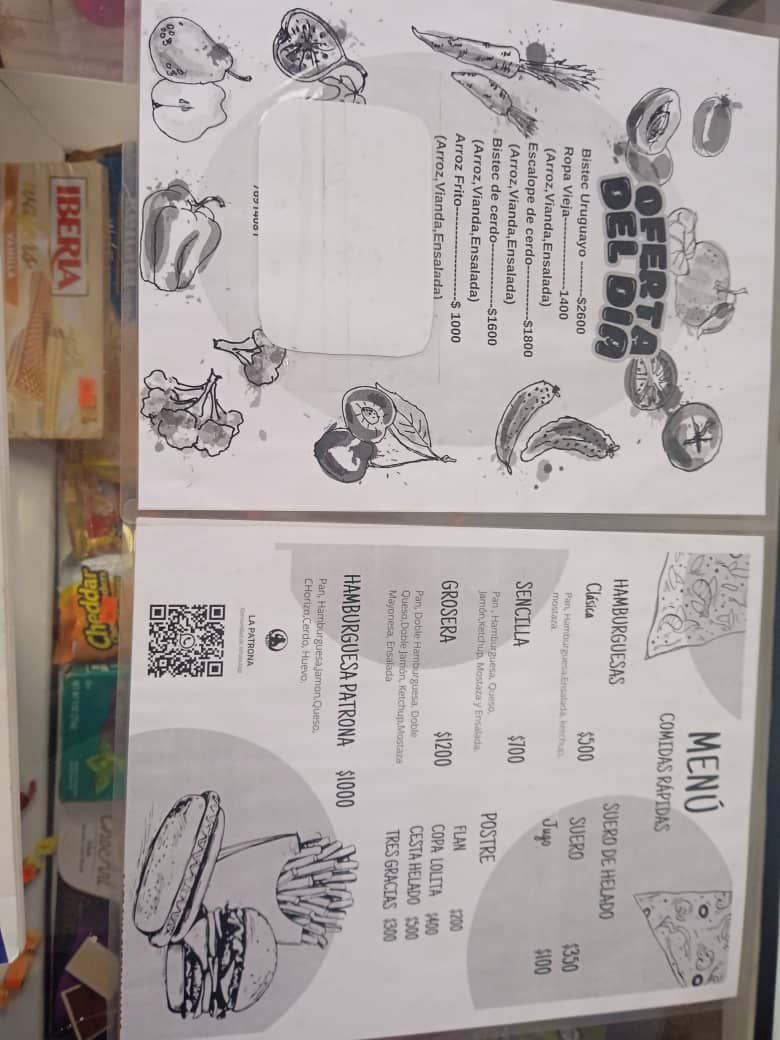 OFERTA
DEL DÍA
Bistec Uruguayo --------$2600
Ropa Vieja----------------1400
(Arroz,Vianda,Ensalada)
Escalope de cerdo------------$1800
(Arroz,Vianda,Ensalada)
Bistec de cerdo--------------$1600
(Arroz,Vianda,Ensalada)
Arroz Frito--------------------$ 1000
(Arroz,Vianda,Ensalada)
MENÚ
COMIDAS RÁPIDAS
HAMBURGUESAS
Clásica $500
Pan, Hamburguesa,Ensalada, ketchup,
mostaza
SENCILLA $700
Pan , Hamburguesa, Queso,
Jamón,ketchup, Mostaza y Ensalada.
GROSERA $1200
Pan, Doble Hamburguesa, Doble
Queso,Doble Jamón, Ketchup,Mostaza
Mayonesa, Ensalada
HAMBURGUESA PATRONA $1000
Pan, Hamburguesa,Jamon,Queso,
CHorizo,Cerdo, Huevo,
SUERO DE HELADO
SUERO $350
Jugo $100
POSTRE
FLAN $200
COPA LOLITA $400
CESTA HELADO $500
TRES GRACIAS $300
LA PATRONA
IBERIA
VAINILLA
Cheddar